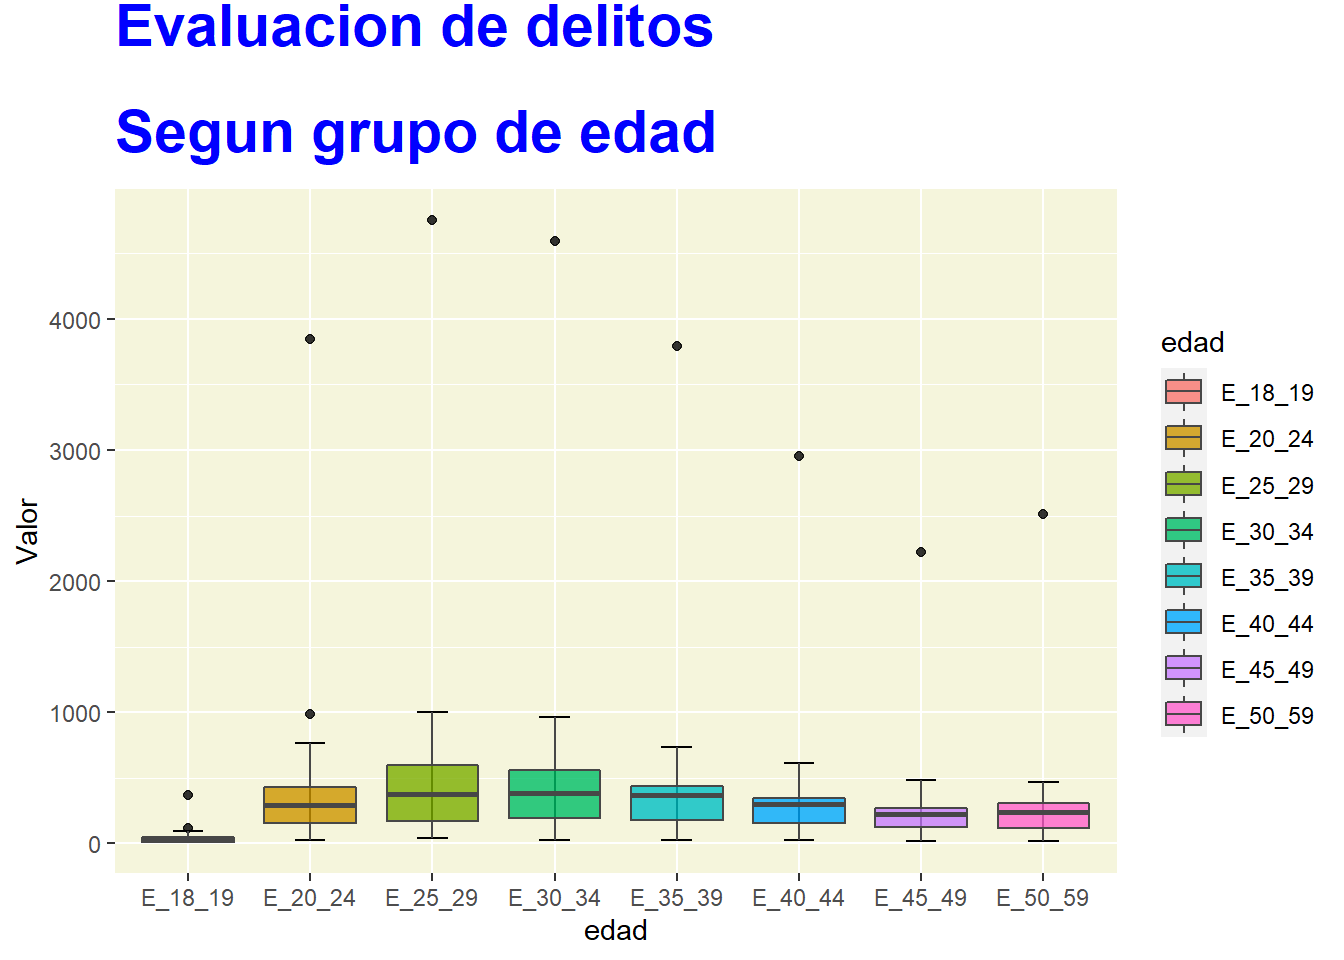 Evaluacion de delitos
Segun grupo de edad
Valor
4000
3000
2000
1000
0
E_18_19 E_20_24 E_25_29 E_30_34 E_35_39 E_40_44 E_45_49 E_50_59
edad
edad
E_18_19
E_20_24
E_25_29
E_30_34
E_35_39
E_40_44
E_45_49
E_50_59